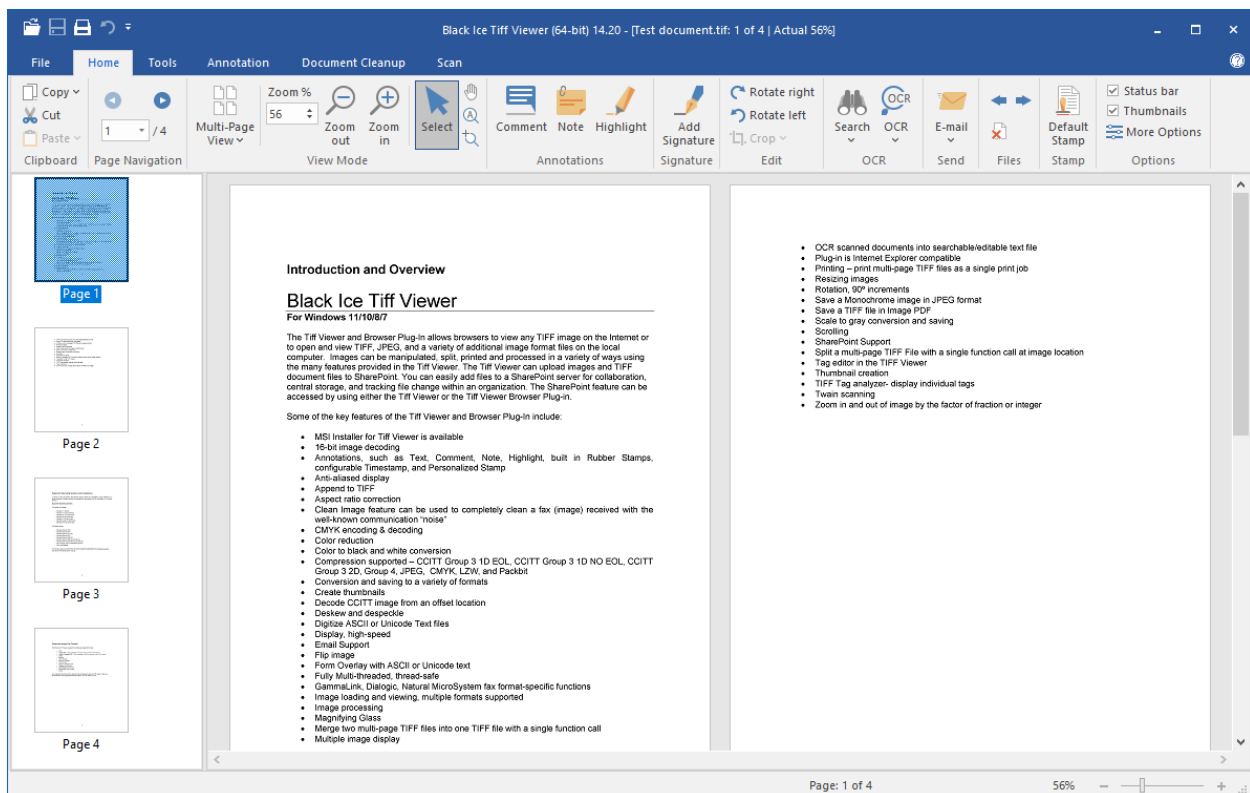 Black Ice Tiff Viewer (64-bit) 14.20 - [Test document.tif: 1 of 4 | Actual 56%]
File Home Tools Annotation Document Cleanup Scan
Copy
Cut
Paste
Clipboard
1 / 4
Page Navigation
Multi-Page View
Zoom %
56
Zoom out
Zoom in
View Mode
Select
Comment Note Highlight
Annotations
Add Signature
Signature
Rotate right
Rotate left
Crop
Edit
Search OCR
OCR
OCR
E-mail
Send
Files
Default Stamp
Stamp
Status bar
Thumbnails
More Options
Options
Page 1
Page 2
Page 3
Page 4
Introduction and Overview
Black Ice Tiff Viewer
For Windows 11/10/8/7
The Tiff Viewer and Browser Plug-In allows browsers to view any TIFF image on the Internet or
to open and view TIFF, JPEG, and a variety of additional image format files on the local
computer. Images can be manipulated, split, printed and processed in a variety of ways using
the many features provided in the Tiff Viewer. The Tiff Viewer can upload images and TIFF
document files to SharePoint. You can easily add files to a SharePoint server for collaboration,
central storage, and tracking file change within an organization. The SharePoint feature can be
accessed by using either the Tiff Viewer or the Tiff Viewer Browser Plug-in.
Some of the key features of the Tiff Viewer and Browser Plug-In include:
• MSI Installer for Tiff Viewer is available
• 16-bit image decoding
• Annotations, such as Text, Comment, Note, Highlight, built in Rubber Stamps,
configurable Timestamp, and Personalized Stamp
• Anti-aliased display
• Append to TIFF
• Aspect ratio correction
• Clean Image feature can be used to completely clean a fax (image) received with the
well-known communication “noise”
• CMYK encoding & decoding
• Color reduction
• Color to black and white conversion
• Compression supported – CCITT Group 3 1D EOL, CCITT Group 3 1D NO EOL, CCITT
Group 3 2D, Group 4, JPEG, CMYK, LZW, and Packbit
• Conversion and saving to a variety of formats
• Create thumbnails
• Decode CCITT image from an offset location
• Deskew and despeckle
• Digitize ASCII or Unicode Text files
• Display, high-speed
• Email Support
• Flip image
• Form Overlay with ASCII or Unicode text
• Fully Multi-threaded, thread-safe
• GammaLink, Dialogic, Natural MicroSystem fax format-specific functions
• Image loading and viewing, multiple formats supported
• Image processing
• Magnifying Glass
• Merge two multi-page TIFF files into one TIFF file with a single function call
• Multiple image display
• OCR scanned documents into searchable/editable text file
• Plug-in is Internet Explorer compatible
• Printing – print multi-page TIFF files as a single print job
• Resizing images
• Rotation, 90º increments
• Save a Monochrome image in JPEG format
• Save a TIFF file in Image PDF
• Scale to gray conversion and saving
• Scrolling
• SharePoint Support
• Split a multi-page TIFF File with a single function call at image location
• Tag editor in the TIFF Viewer
• Thumbnail creation
• TIFF Tag analyzer- display individual tags
• Twain scanning
• Zoom in and out of image by the factor of fraction or integer
Page: 1 of 4
56%